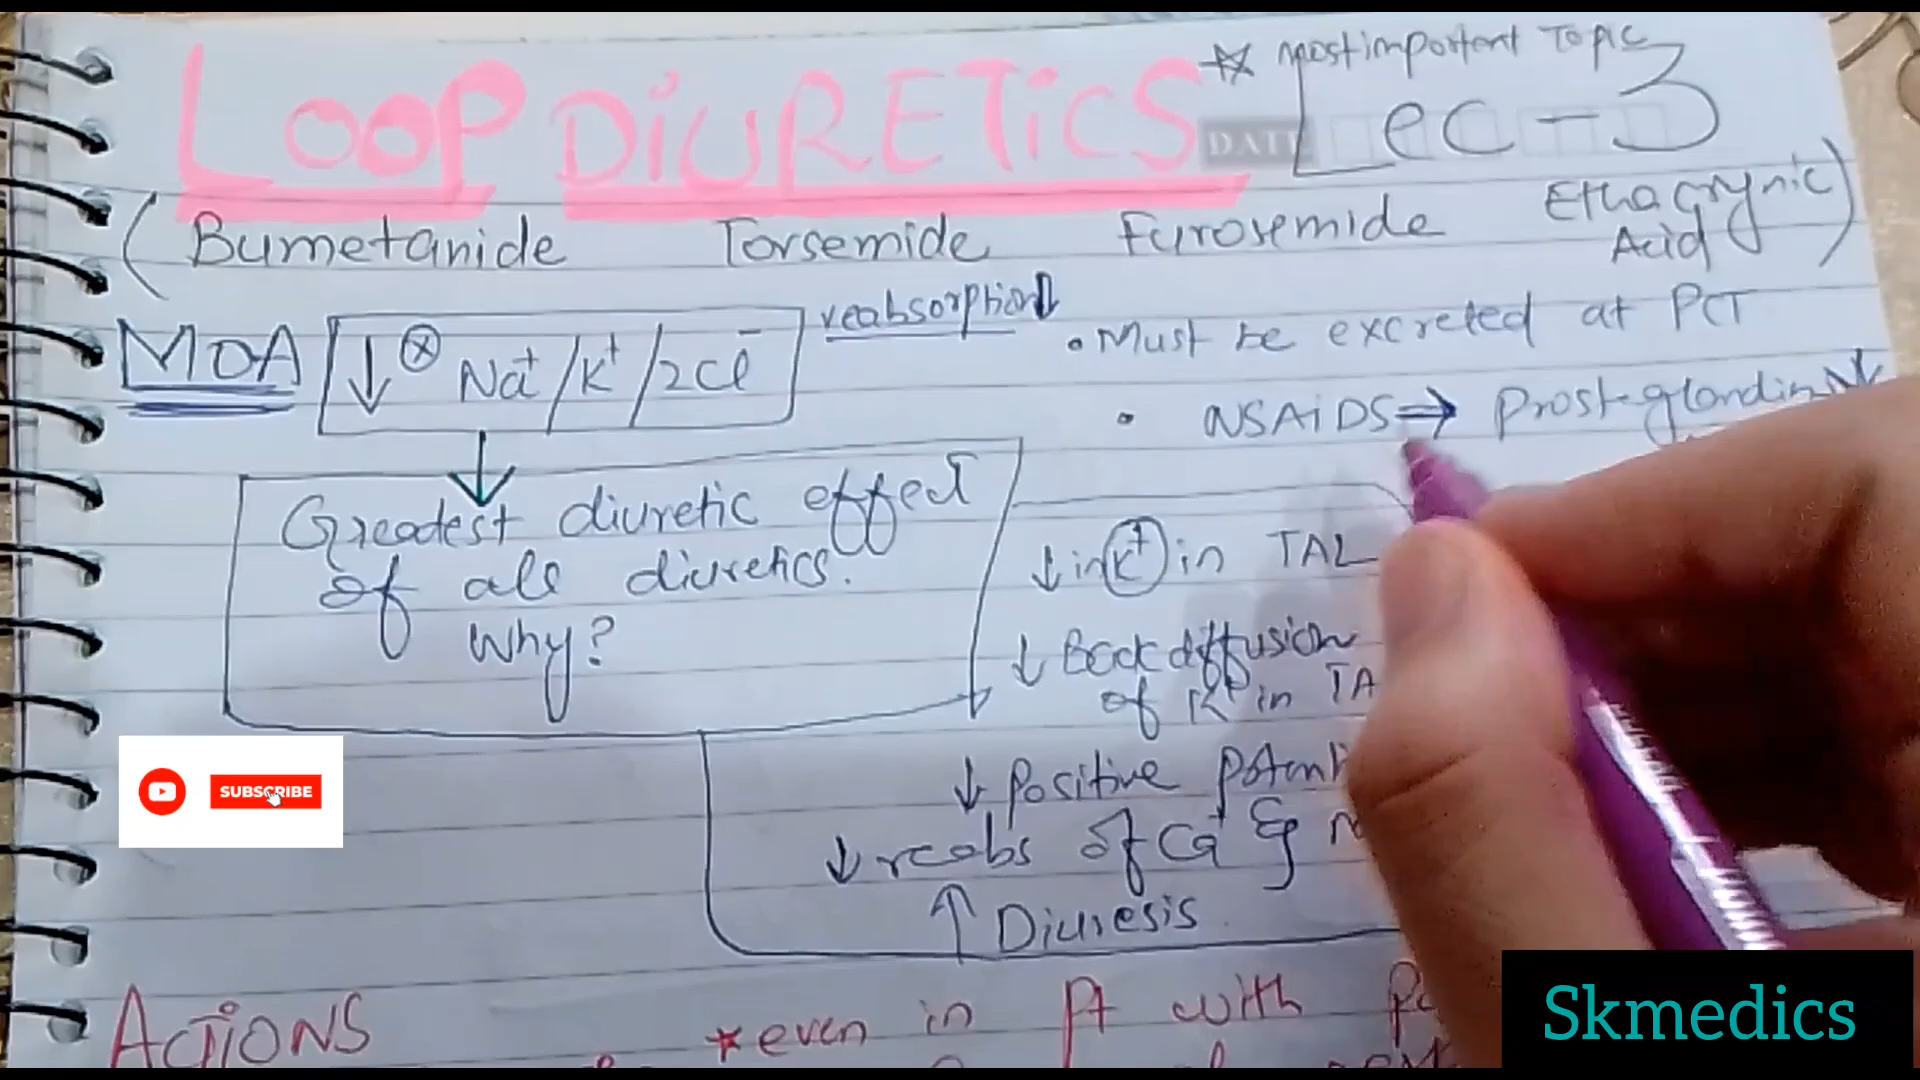 ☆ most important Topic
LOOP DiURETiCS
Lec-3
DATE
(Bumetanide Torsemide Furosemide Ethacrynic Acid)
MOA ↓ⓧ Na⁺/K⁺/2Cl⁻ reabsorption↓
• Must be excreted at PCT
• NSAiDS⇒ Prostaglandin↓
Greatest diuretic effect
of all diuretics.
Why?
↓ in K⁺ in TAL
↓ Back diffusion
of K⁺ in TA
↓ positive potenti
↓ reabs of Ca⁺ &
↑ Diuresis
SUBSCRIBE
ACTiONS
*even in Pt with
Skmedics